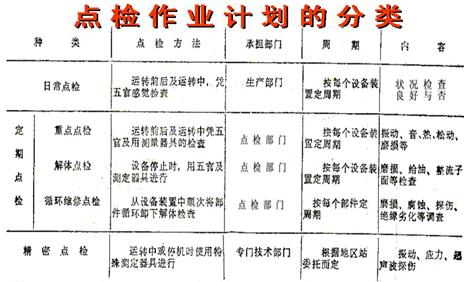 点检作业计划的分类
种 类 点 检 方 法 承担部门 周 期 内 容
日常点检 运转前后及运转中，凭五官感觉检查 生产部门 按每个设备装置定周期 状况检查良好与否
定期点检
重点点检 运转前后及运转中凭五官及用测量器具的检查 点检部门 按每个设备装置定周期 振动、音、热、松动、磨损等
解体点检 设备停止时，用五官及测定器具进行 点检部门 按每个设备装置定周期 磨损、给油、整流子面等检查
循环维修点检 从设备装置中顺次将部件循环卸下解体检查 点检部门 按每个部件定周期 磨损、腐蚀、探伤、绝缘劣化等调查
精密点检 运转中或停机时使用特殊测定器具进行 专门技术部门 根据地区站委托而定 振动、应力、超声波探伤